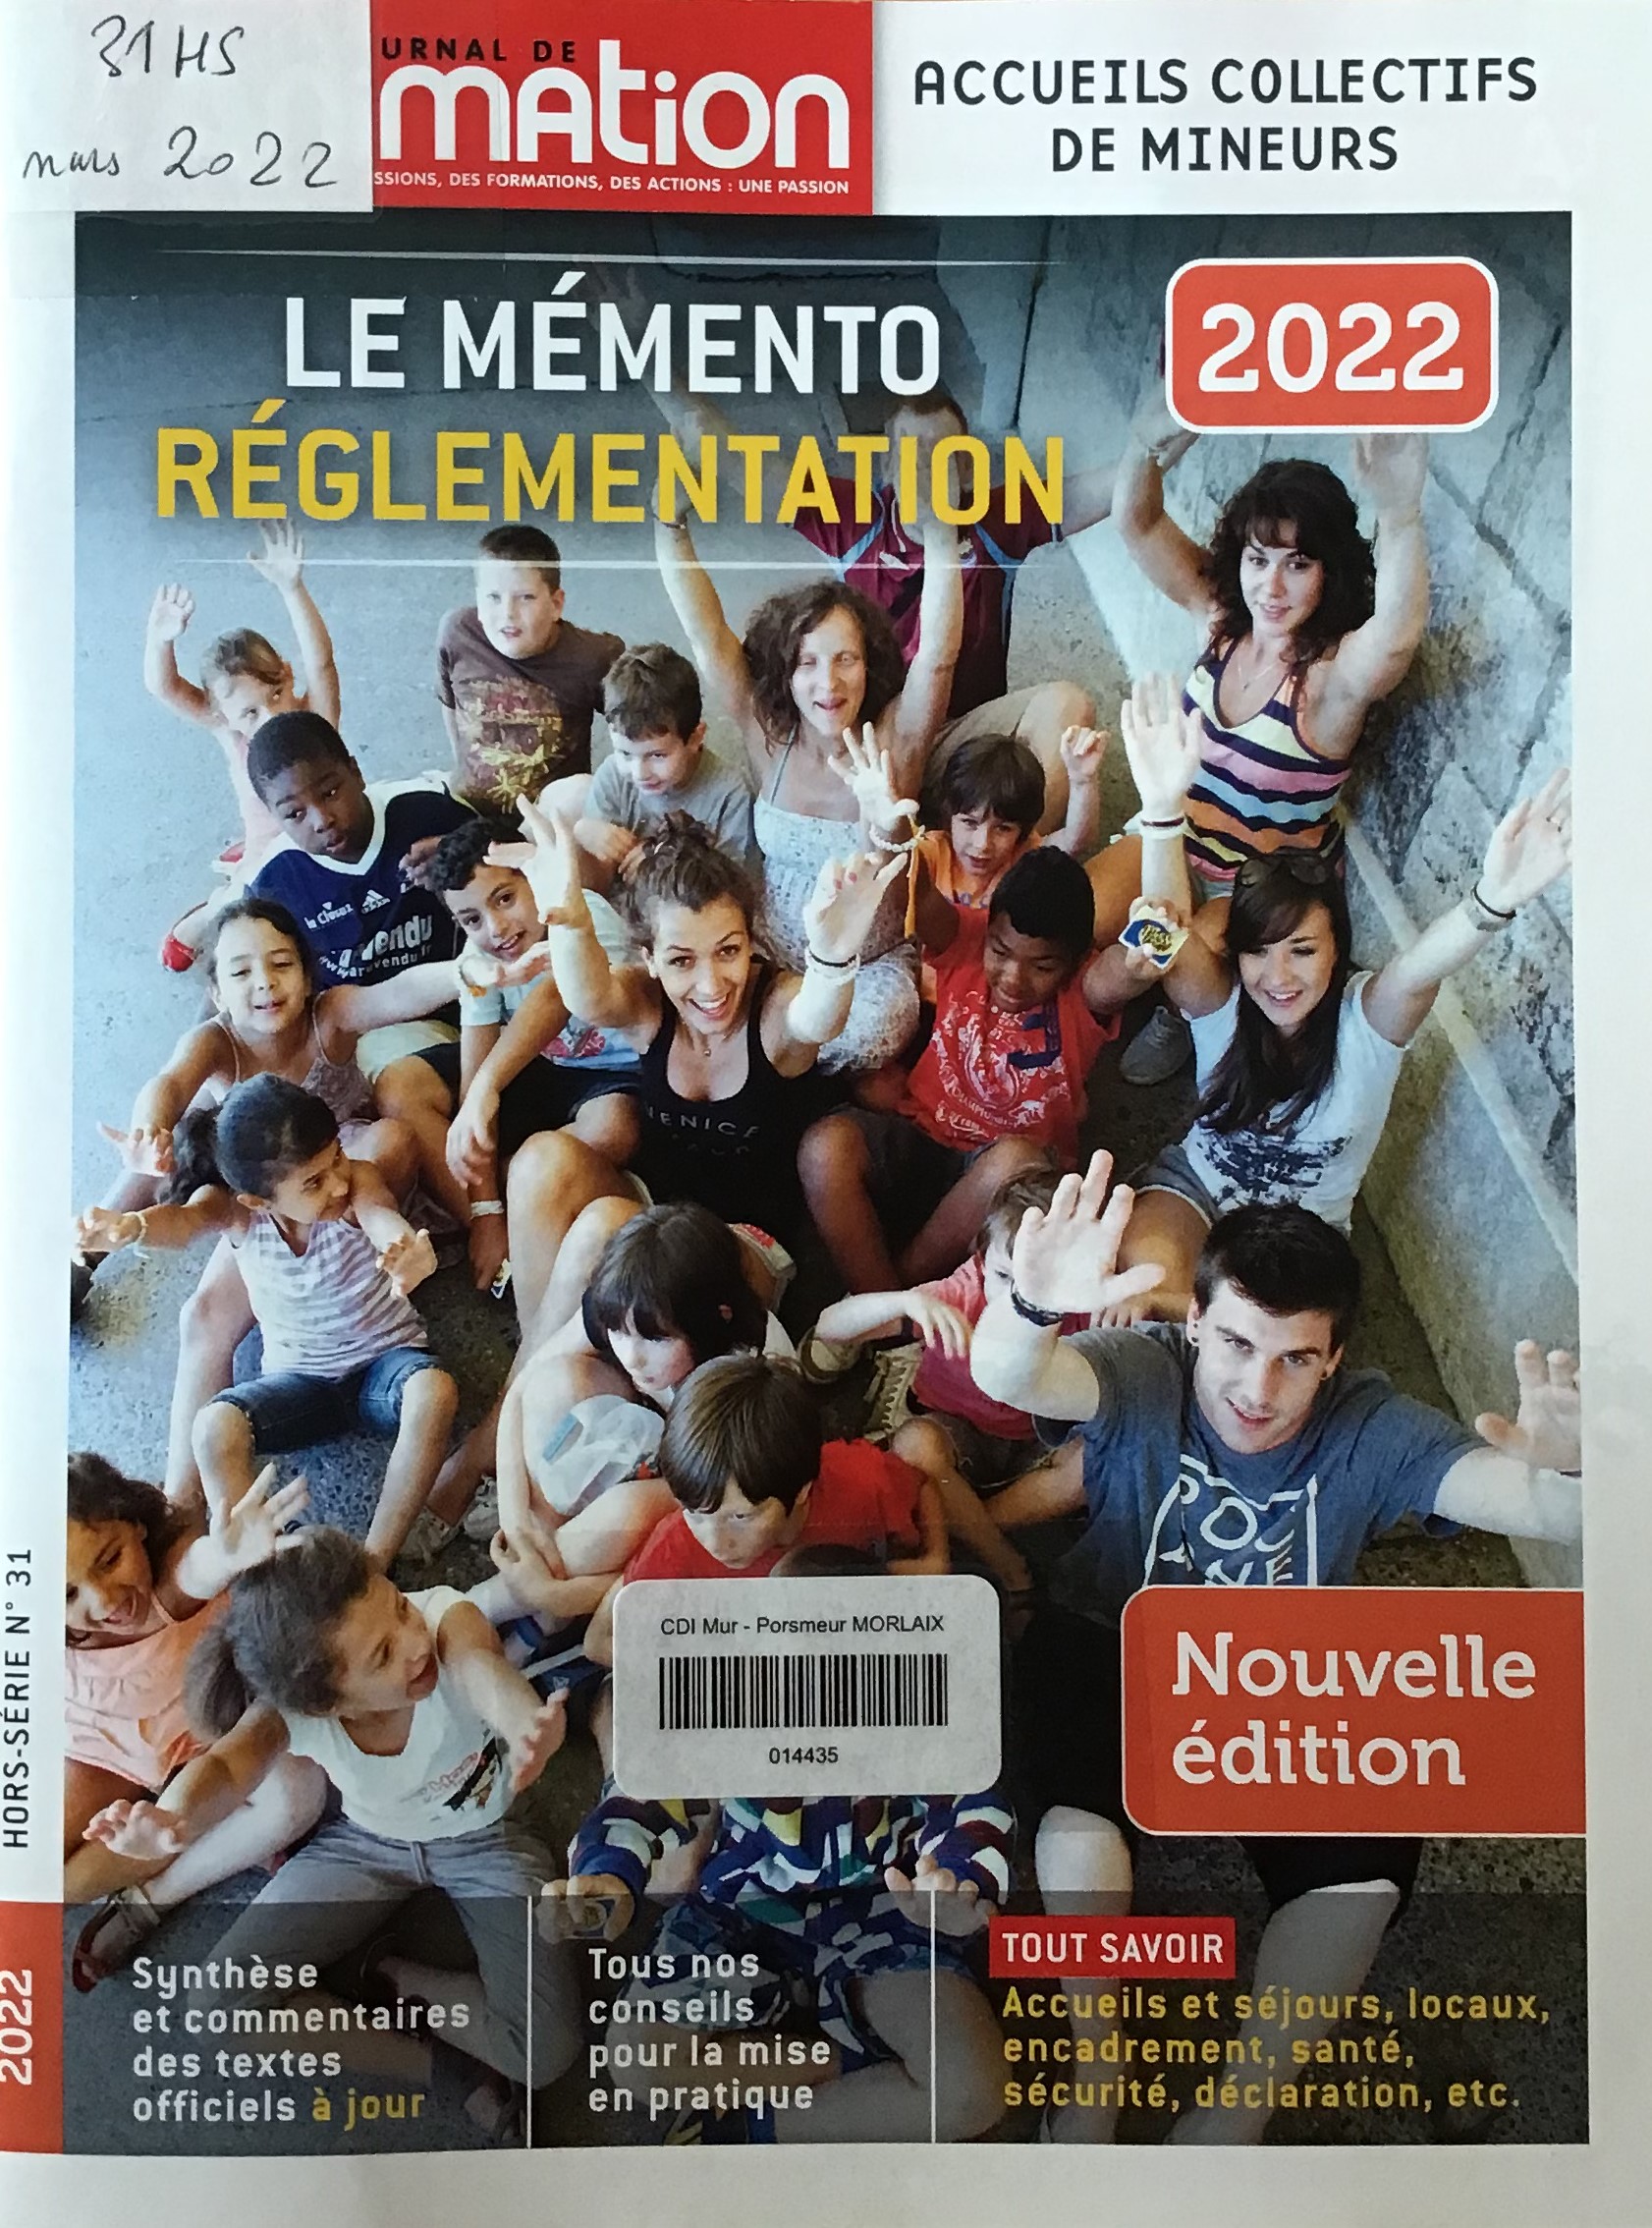 31 HS
mars 2022
URNAL DE
mation
SSIONS, DES FORMATIONS, DES ACTIONS : UNE PASSION
ACCUEILS COLLECTIFS
DE MINEURS
LE MÉMENTO
RÉGLEMENTATION
2022
la Clusaz
VENICE
CDI Mur - Porsmeur MORLAIX
014435
Nouvelle
édition
HORS-SÉRIE N° 31
2022
Synthèse
et commentaires
des textes
officiels à jour
Tous nos
conseils
pour la mise
en pratique
TOUT SAVOIR
Accueils et séjours, locaux,
encadrement, santé,
sécurité, déclaration, etc.